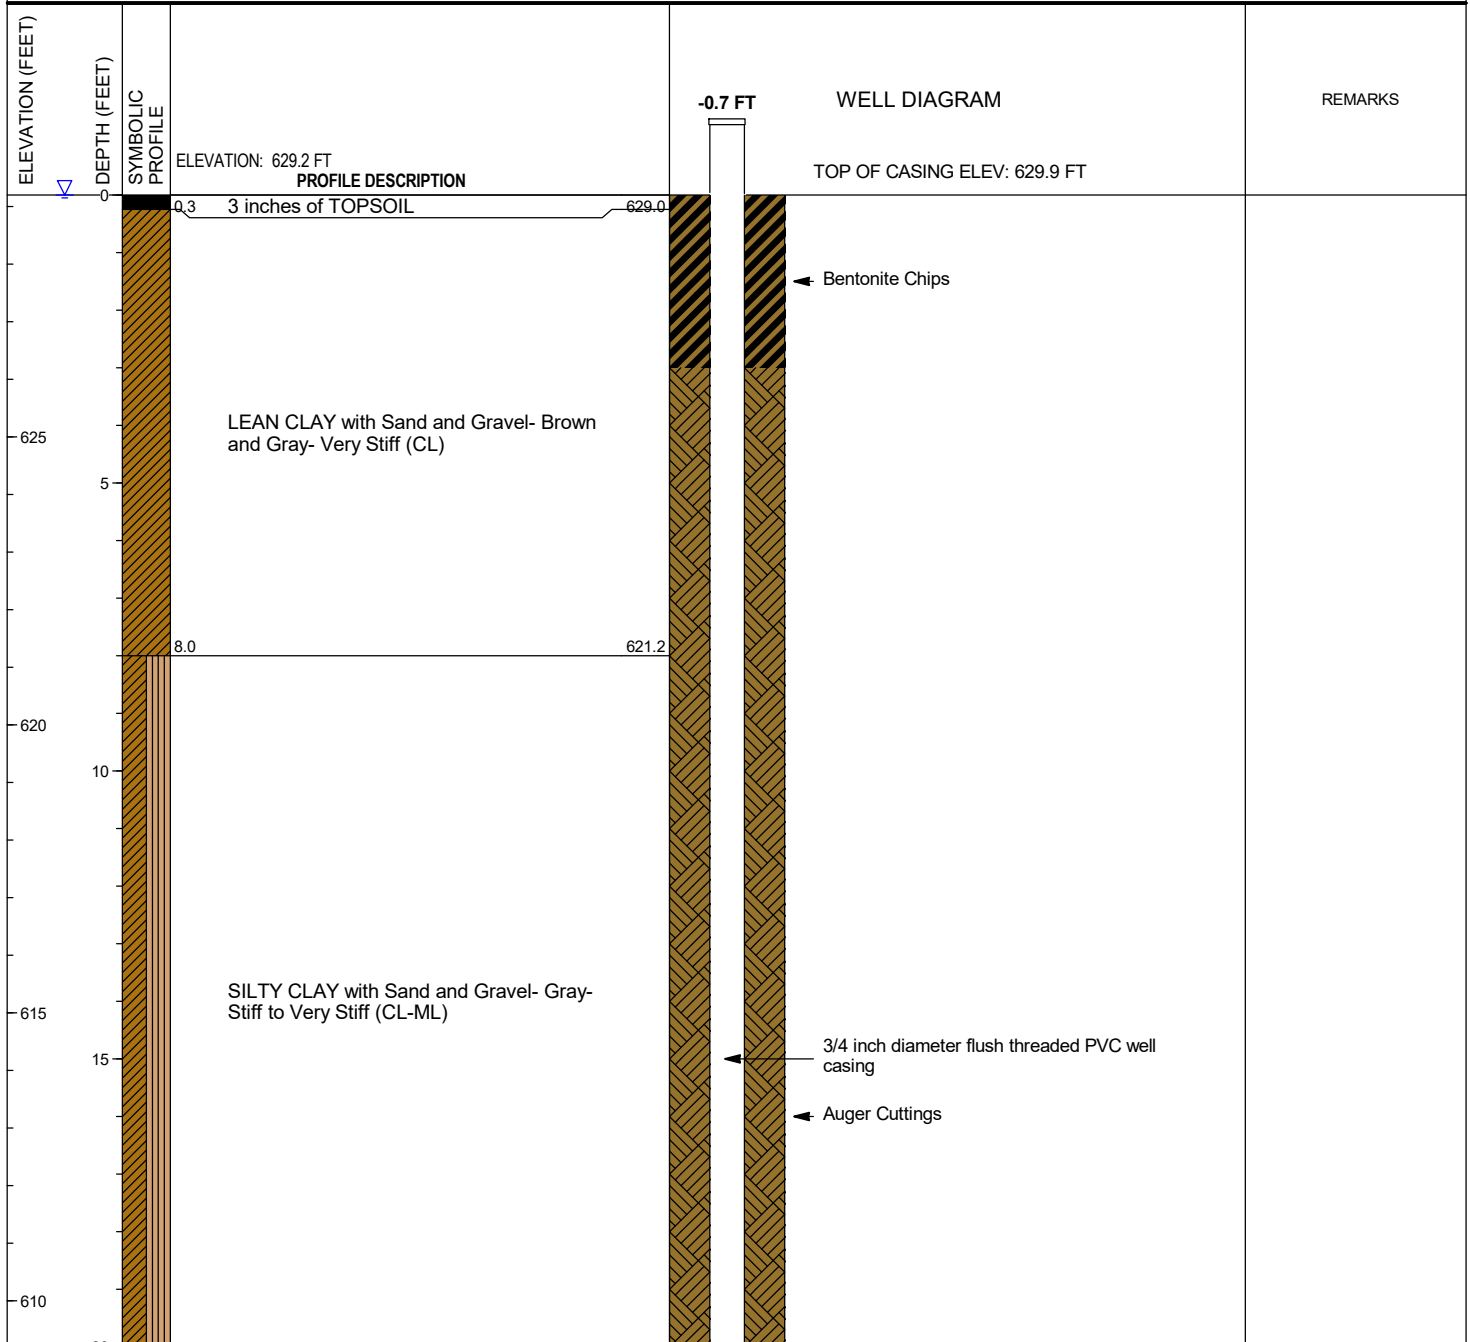 ELEVATION (FEET)
DEPTH (FEET)
SYMBOLIC
PROFILE
ELEVATION: 629.2 FT
PROFILE DESCRIPTION
-0.7 FT
WELL DIAGRAM
TOP OF CASING ELEV: 629.9 FT
REMARKS
0
0.3
3 inches of TOPSOIL
629.0
Bentonite Chips
LEAN CLAY with Sand and Gravel- Brown
and Gray- Very Stiff (CL)
625
5
8.0
621.2
620
10
SILTY CLAY with Sand and Gravel- Gray-
Stiff to Very Stiff (CL-ML)
615
15
3/4 inch diameter flush threaded PVC well
casing
Auger Cuttings
610